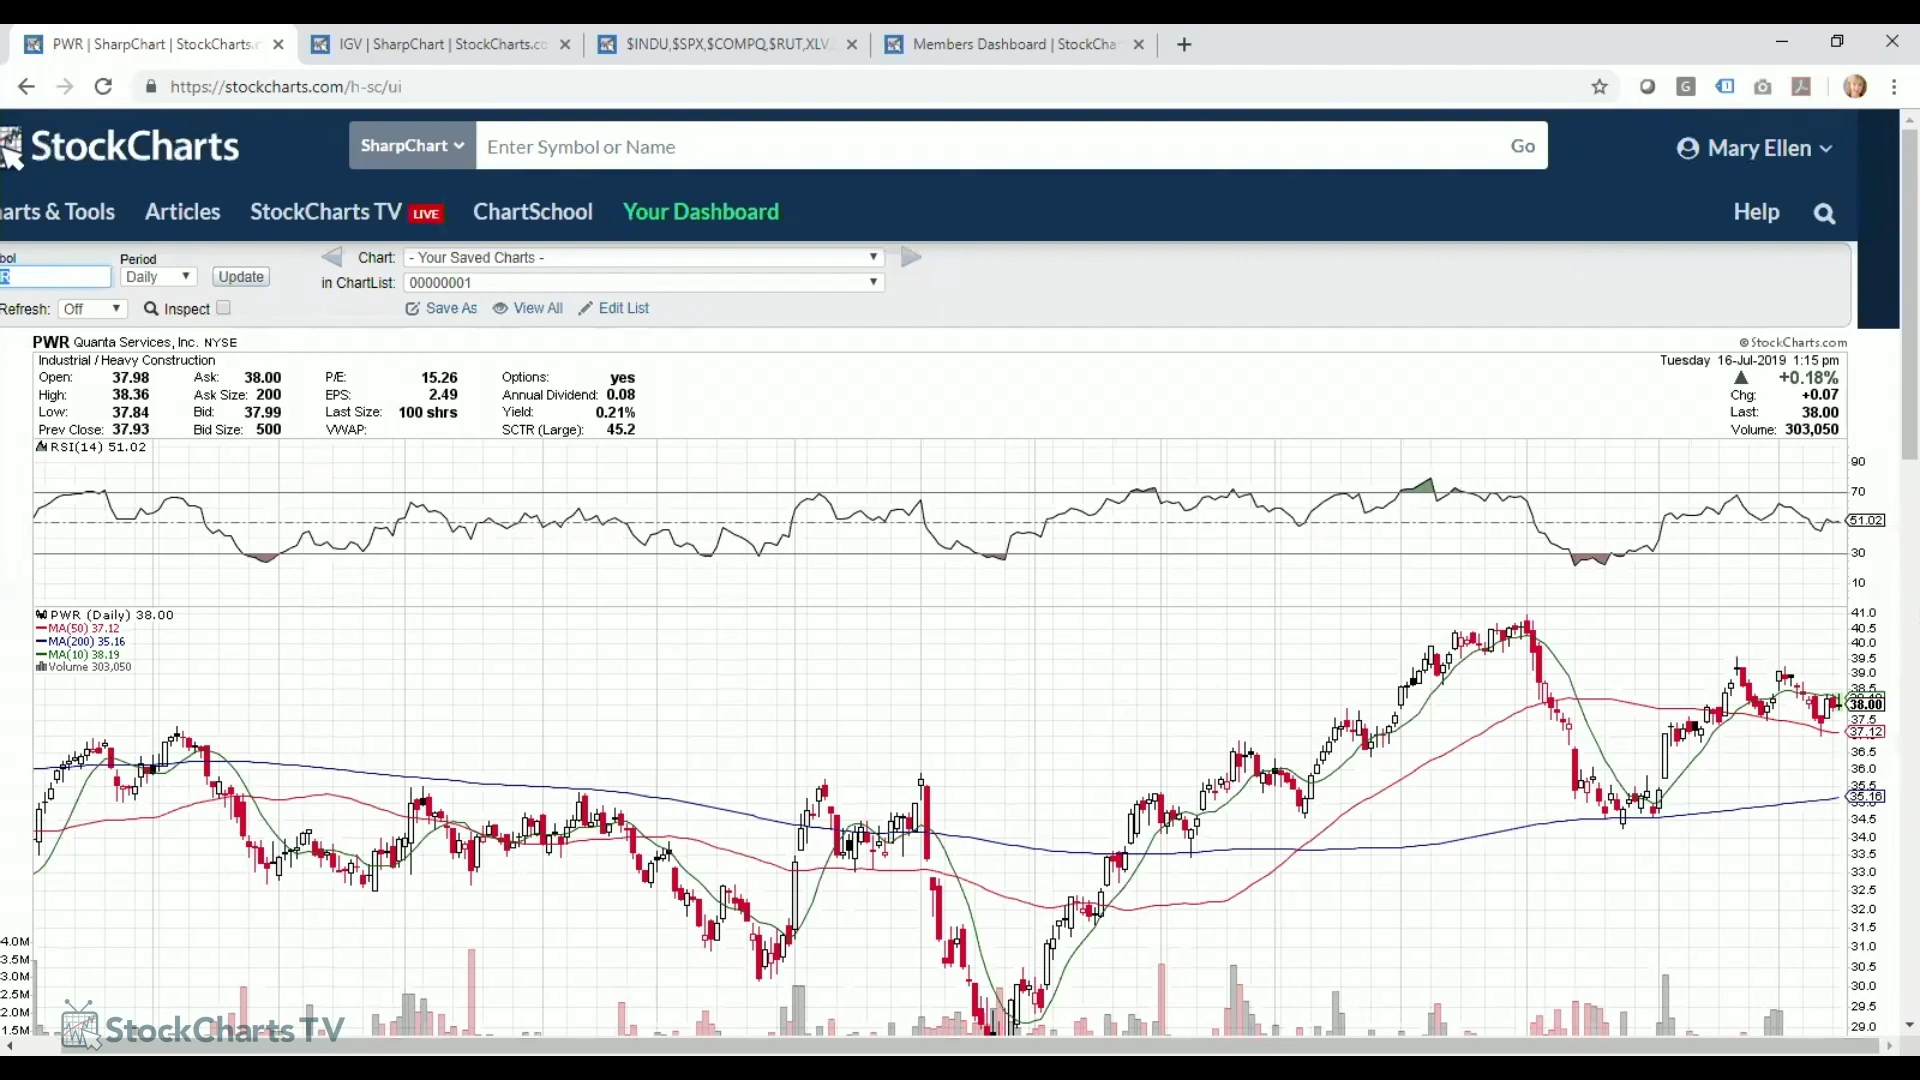 PWR | SharpChart | StockCharts.
IGV | SharpChart | StockCharts.co
$INDU,$SPX,$COMPQ,$RUT,XLV,
Members Dashboard | StockCha
https://stockcharts.com/h-sc/ui
StockCharts
SharpChart
Enter Symbol or Name
Go
Mary Ellen
arts & Tools
Articles
StockCharts TV LIVE
ChartSchool
Your Dashboard
Help
bol
Period
Chart: - Your Saved Charts -
R
Daily
Update
in ChartList: 00000001
Refresh: Off
Inspect
Save As
View All
Edit List
PWR Quanta Services, Inc. NYSE
© StockCharts.com
Industrial / Heavy Construction
Tuesday 16-Jul-2019 1:15 pm
Open: 37.98 Ask: 38.00 P/E: 15.26 Options: yes
+0.18%
High: 38.36 Ask Size: 200 EPS: 2.49 Annual Dividend: 0.08
Chg: +0.07
Low: 37.84 Bid: 37.99 Last Size: 100 shrs Yield: 0.21%
Last: 38.00
Prev Close: 37.93 Bid Size: 500 VWAP: SCTR (Large): 45.2
Volume: 303,050
RSI(14) 51.02
90
70
51.02
30
10
PWR (Daily) 38.00
MA(50) 37.12
MA(200) 35.16
MA(10) 38.19
Volume 303,050
41.0
40.5
40.0
39.5
39.0
38.5
38.00
37.5
37.12
36.5
36.0
35.5
35.16
34.5
34.0
33.5
33.0
32.5
32.0
31.5
31.0
30.5
30.0
29.5
29.0
4.0M
3.5M
3.0M
2.5M
2.0M
1.5M
StockCharts TV